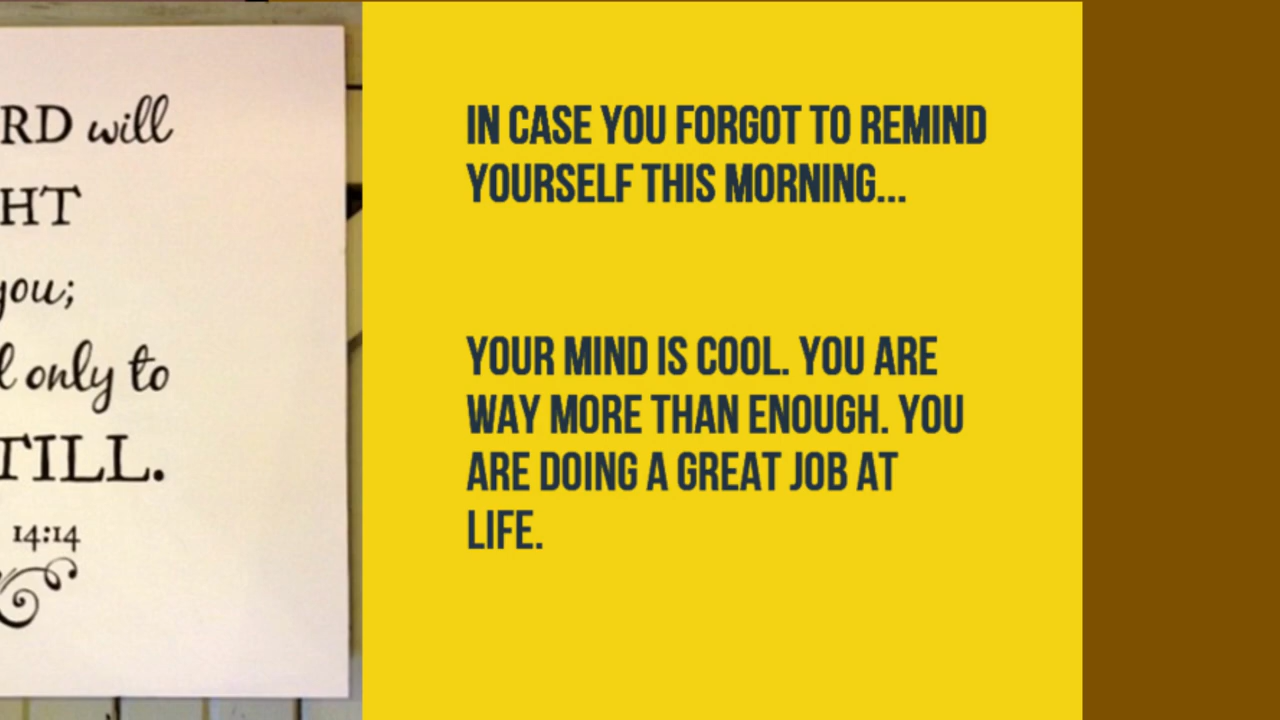 RD will
HT
you;
l only to
TILL.
14:14
IN CASE YOU FORGOT TO REMIND
YOURSELF THIS MORNING...
YOUR MIND IS COOL. YOU ARE
WAY MORE THAN ENOUGH. YOU
ARE DOING A GREAT JOB AT
LIFE.